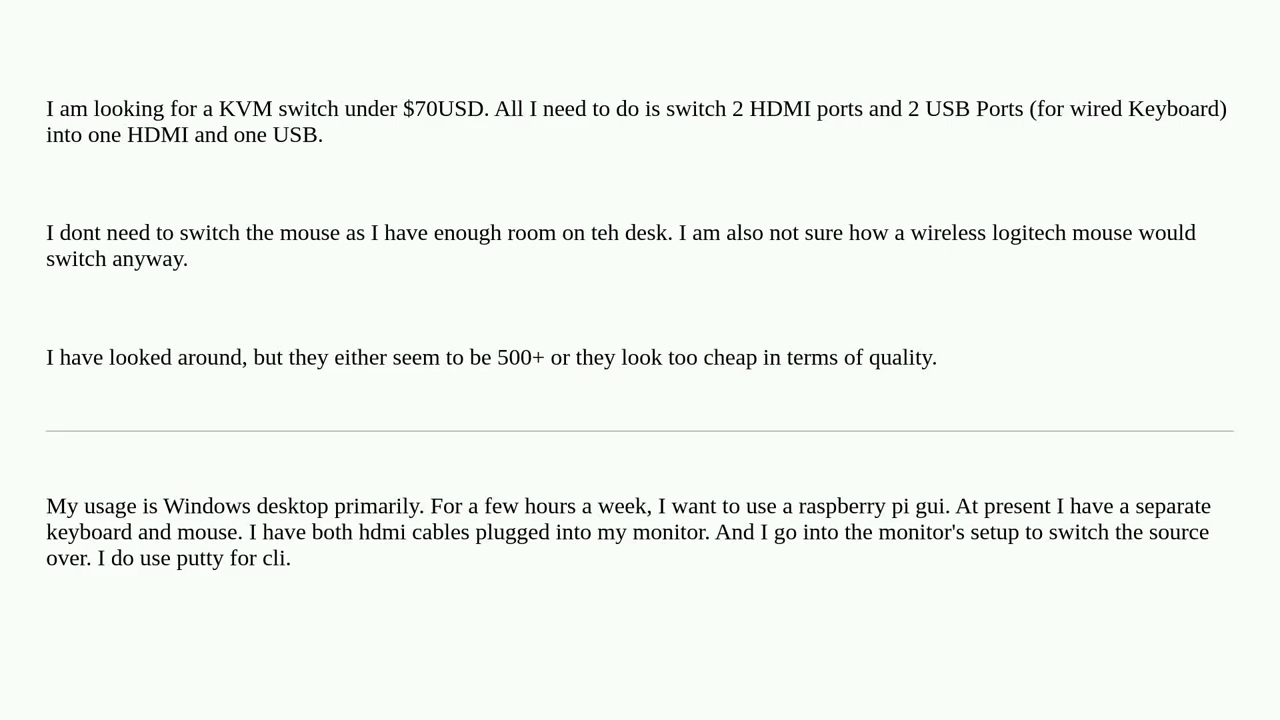 I am looking for a KVM switch under $70USD. All I need to do is switch 2 HDMI ports and 2 USB Ports (for wired Keyboard)
into one HDMI and one USB.
I dont need to switch the mouse as I have enough room on teh desk. I am also not sure how a wireless logitech mouse would
switch anyway.
I have looked around, but they either seem to be 500+ or they look too cheap in terms of quality.
My usage is Windows desktop primarily. For a few hours a week, I want to use a raspberry pi gui. At present I have a separate
keyboard and mouse. I have both hdmi cables plugged into my monitor. And I go into the monitor's setup to switch the source
over. I do use putty for cli.